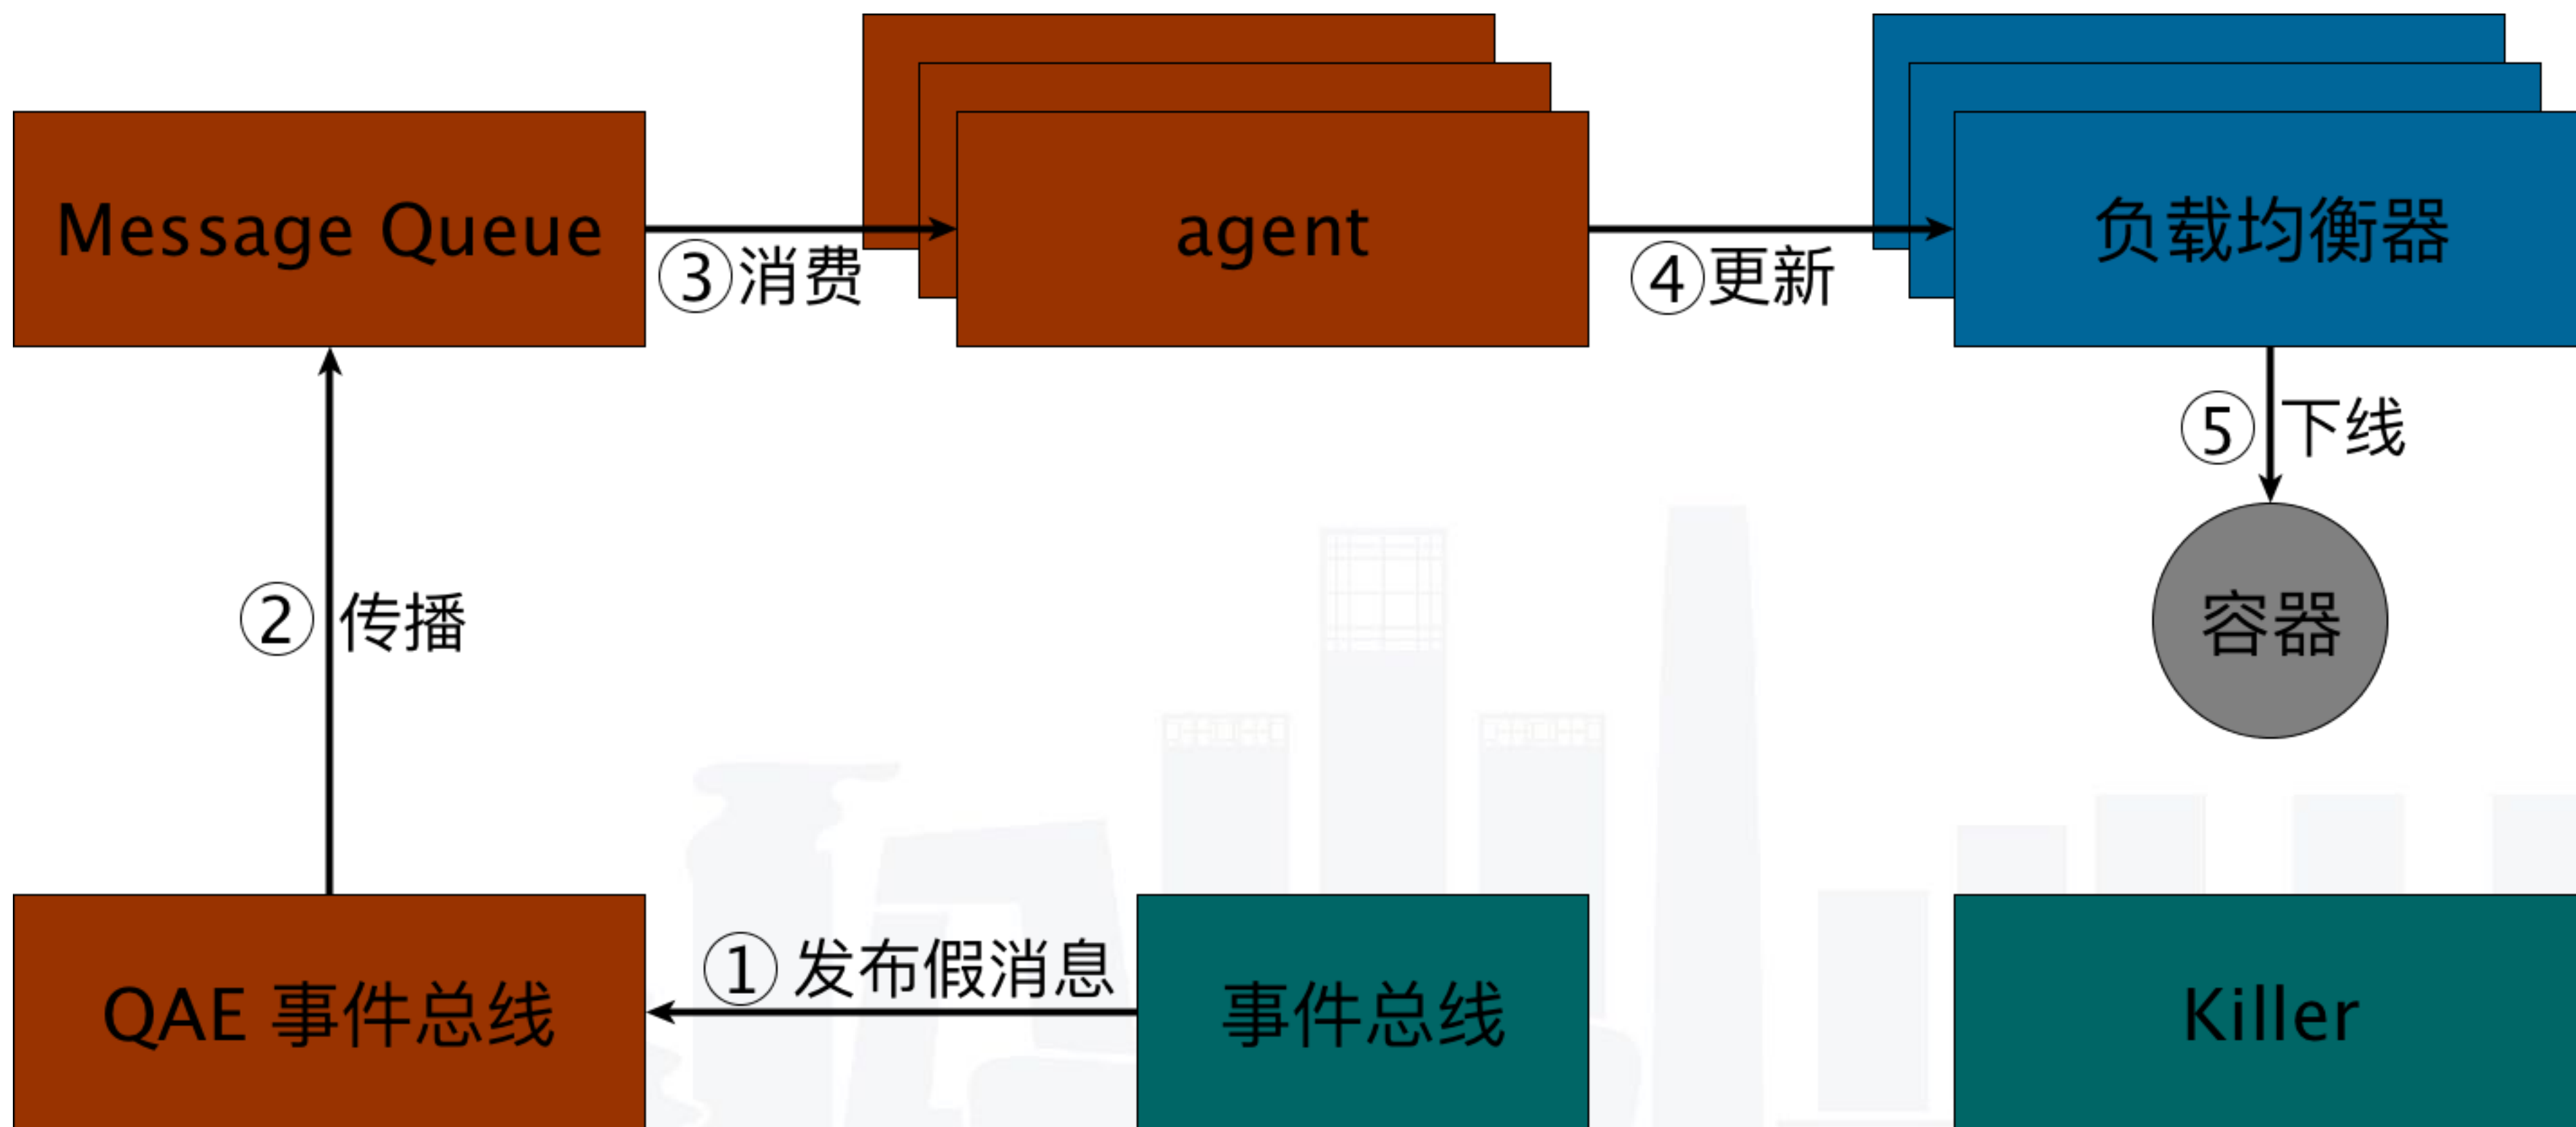 Message Queue
③消费
agent
④更新
负载均衡器
⑤ 下线
② 传播
容器
① 发布假消息
QAE 事件总线
事件总线
Killer